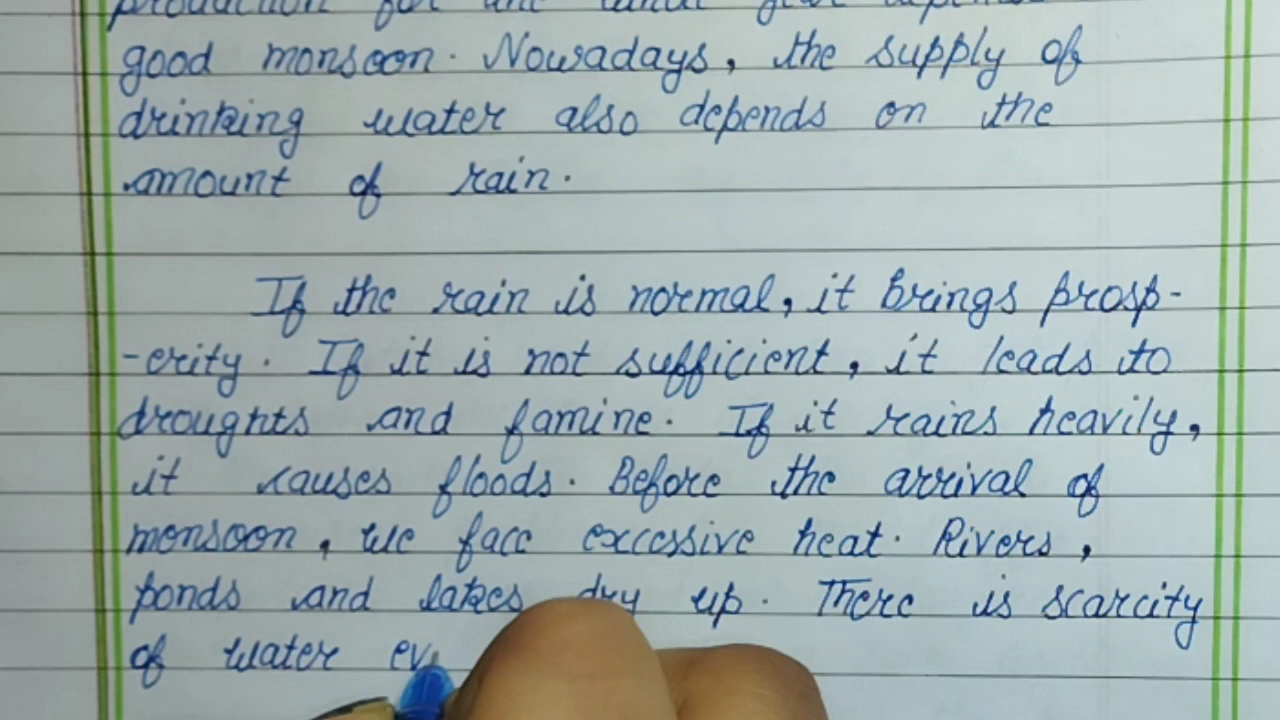 good monsoon. Nowadays, the supply of
drinking water also depends on the
amount of rain.
If the rain is normal, it brings prosp-
-erity. If it is not sufficient, it leads to
droughts and famine. If it rains heavily,
it causes floods. Before the arrival of
monsoon, we face excessive heat. Rivers,
ponds and lakes dry up. There is scarcity
of water ev